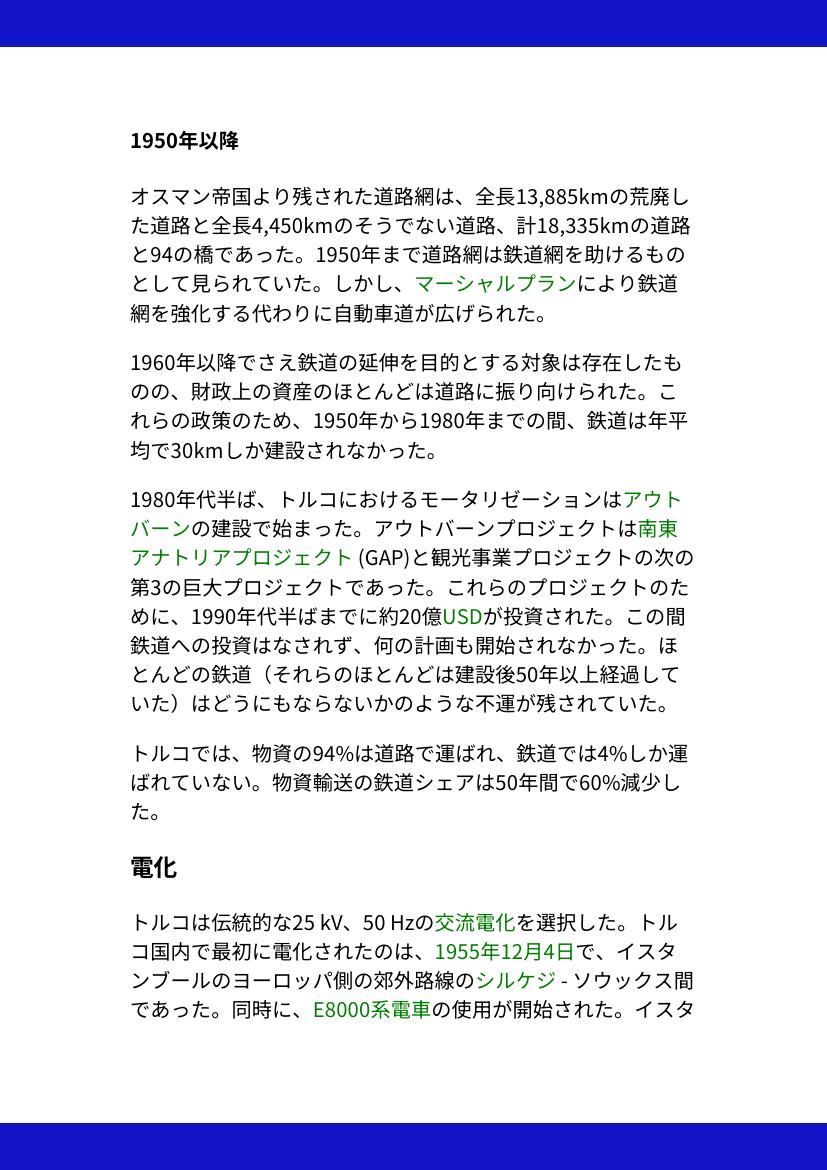 1950年以降
オスマン帝国より残された道路網は、全長13,885kmの荒廃し
た道路と全長4,450kmのそうでない道路、計18,335kmの道路
と94の橋であった。1950年まで道路網は鉄道網を助けるもの
として見られていた。しかし、マーシャルプランにより鉄道
網を強化する代わりに自動車道が広げられた。
1960年以降でさえ鉄道の延伸を目的とする対象は存在したも
のの、財政上の資産のほとんどは道路に振り向けられた。こ
れらの政策のため、1950年から1980年までの間、鉄道は年平
均で30kmしか建設されなかった。
1980年代半ば、トルコにおけるモータリゼーションはアウト
バーンの建設で始まった。アウトバーンプロジェクトは南東
アナトリアプロジェクト (GAP)と観光事業プロジェクトの次の
第3の巨大プロジェクトであった。これらのプロジェクトのた
めに、1990年代半ばまでに約20億USDが投資された。この間
鉄道への投資はなされず、何の計画も開始されなかった。ほ
とんどの鉄道（それらのほとんどは建設後50年以上経過して
いた）はどうにもならないかのような不運が残されていた。
トルコでは、物資の94%は道路で運ばれ、鉄道では4%しか運
ばれていない。物資輸送の鉄道シェアは50年間で60%減少し
た。
電化
トルコは伝統的な25 kV、50 Hzの交流電化を選択した。トル
コ国内で最初に電化されたのは、1955年12月4日で、イスタ
ンブールのヨーロッパ側の郊外路線のシルケジ - ソウックス間
であった。同時に、E8000系電車の使用が開始された。イスタ